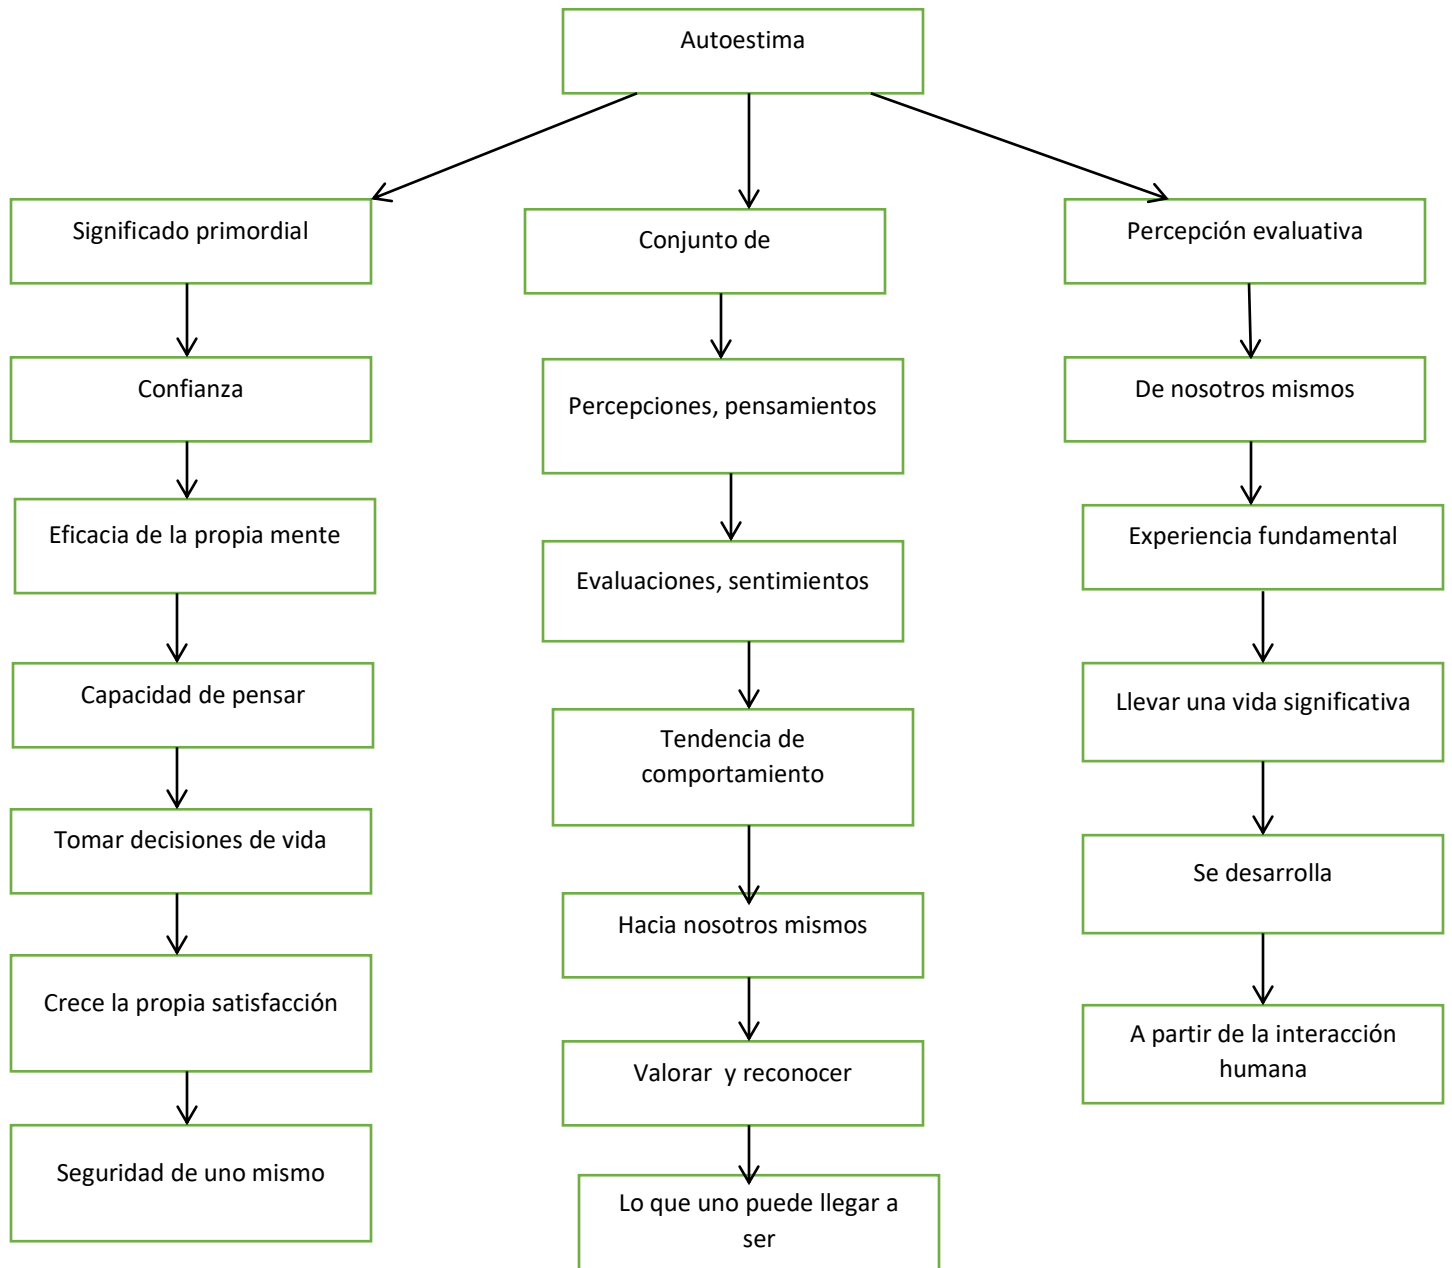 Autoestima
Significado primordial
Confianza
Eficacia de la propia mente
Capacidad de pensar
Tomar decisiones de vida
Crece la propia satisfacción
Seguridad de uno mismo
Conjunto de
Percepciones, pensamientos
Evaluaciones, sentimientos
Tendencia de
comportamiento
Hacia nosotros mismos
Valorar  y reconocer
Lo que uno puede llegar a
ser
Percepción evaluativa
De nosotros mismos
Experiencia fundamental
Llevar una vida significativa
Se desarrolla
A partir de la interacción
humana